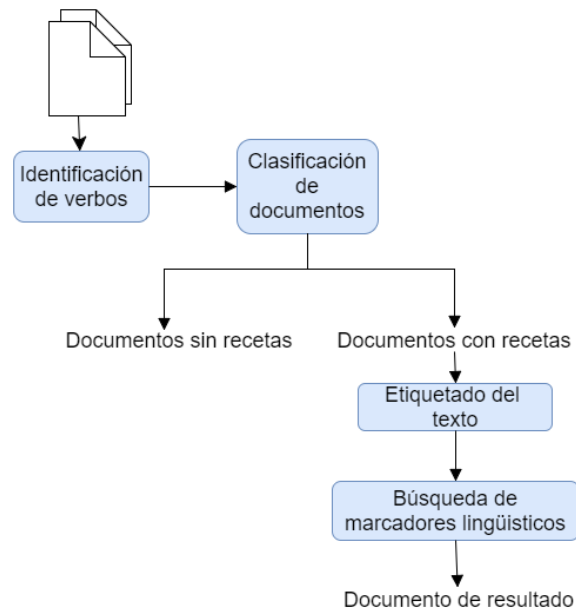 Identificación
de verbos
Clasificación
de
documentos
Documentos sin recetas
Documentos con recetas
Etiquetado del
texto
Búsqueda de
marcadores lingüisticos
Documento de resultado